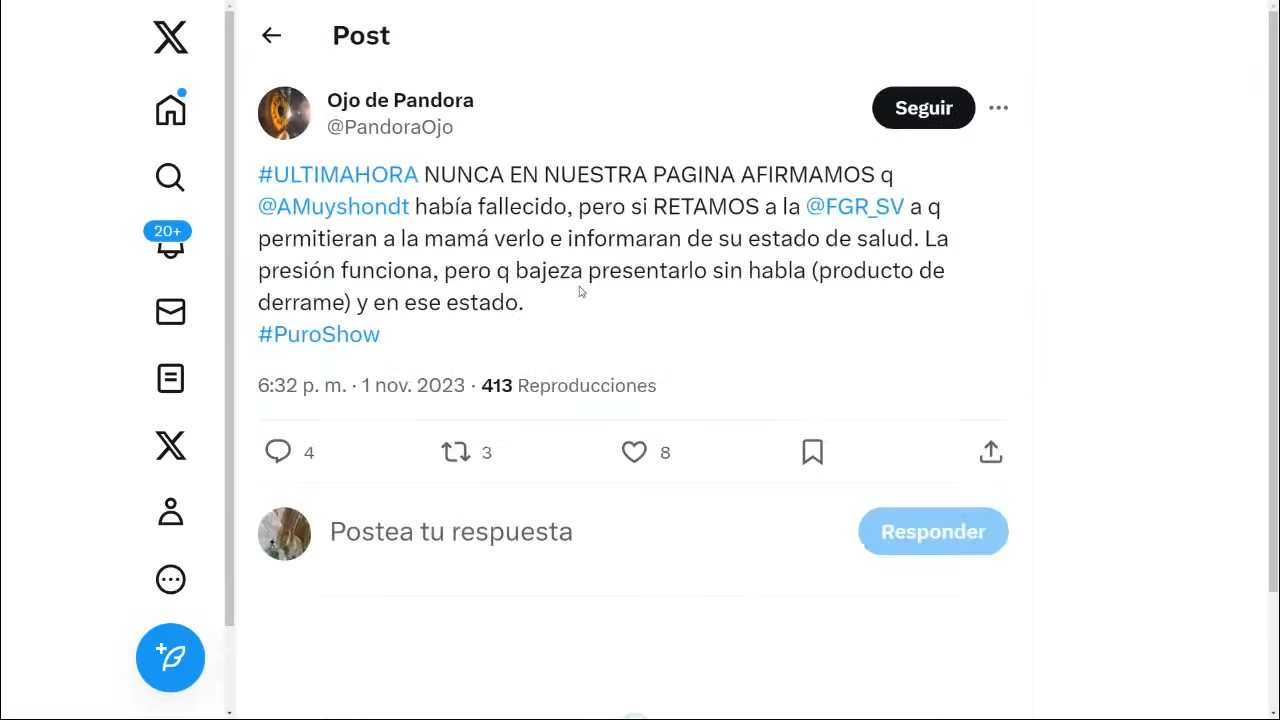 Post
Ojo de Pandora
@PandoraOjo
Seguir
#ULTIMAHORA NUNCA EN NUESTRA PAGINA AFIRMAMOS q
@AMuyshondt había fallecido, pero si RETAMOS a la @FGR_SV a q
permitieran a la mamá verlo e informaran de su estado de salud. La
presión funciona, pero q bajeza presentarlo sin habla (producto de
derrame) y en ese estado.
#PuroShow
6:32 p. m. · 1 nov. 2023 · 413 Reproducciones
4
3
8
Postea tu respuesta
Responder
20+